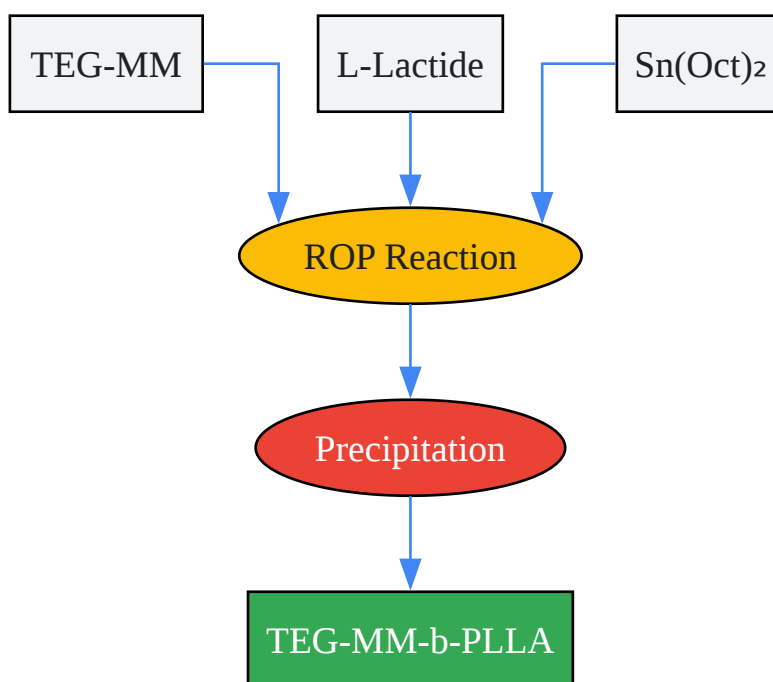 TEG-MM
L-Lactide
Sn(Oct)₂
ROP Reaction
Precipitation
TEG-MM-b-PLLA